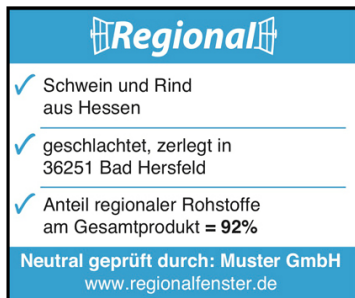 Regional
Schwein und Rind
aus Hessen
geschlachtet, zerlegt in
36251 Bad Hersfeld
Anteil regionaler Rohstoffe
am Gesamtprodukt = 92%
Neutral geprüft durch: Muster GmbH
www.regionalfenster.de